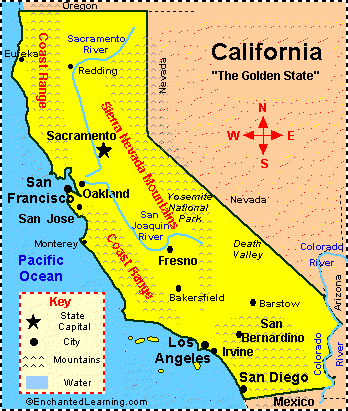 Oregon
Eureka
Coast Range
Sacramento
River
Redding
Nevada
California
"The Golden State"
N
W
E
S
Sacramento
Sierra Nevada Mountains
San
Francisco
Oakland
San Jose
Yosemite
National
Park
Nevada
San
Joaquin
River
Monterey
Coast Range
Fresno
Death
Valley
Colorado
River
Pacific
Ocean
Arizona
Bakersfield
Barstow
Key
State
Capital
City
Mountains
Water
San
Bernardino
Los
Angeles
Irvine
Colorado
River
San Diego
Mexico
©EnchantedLearning.com